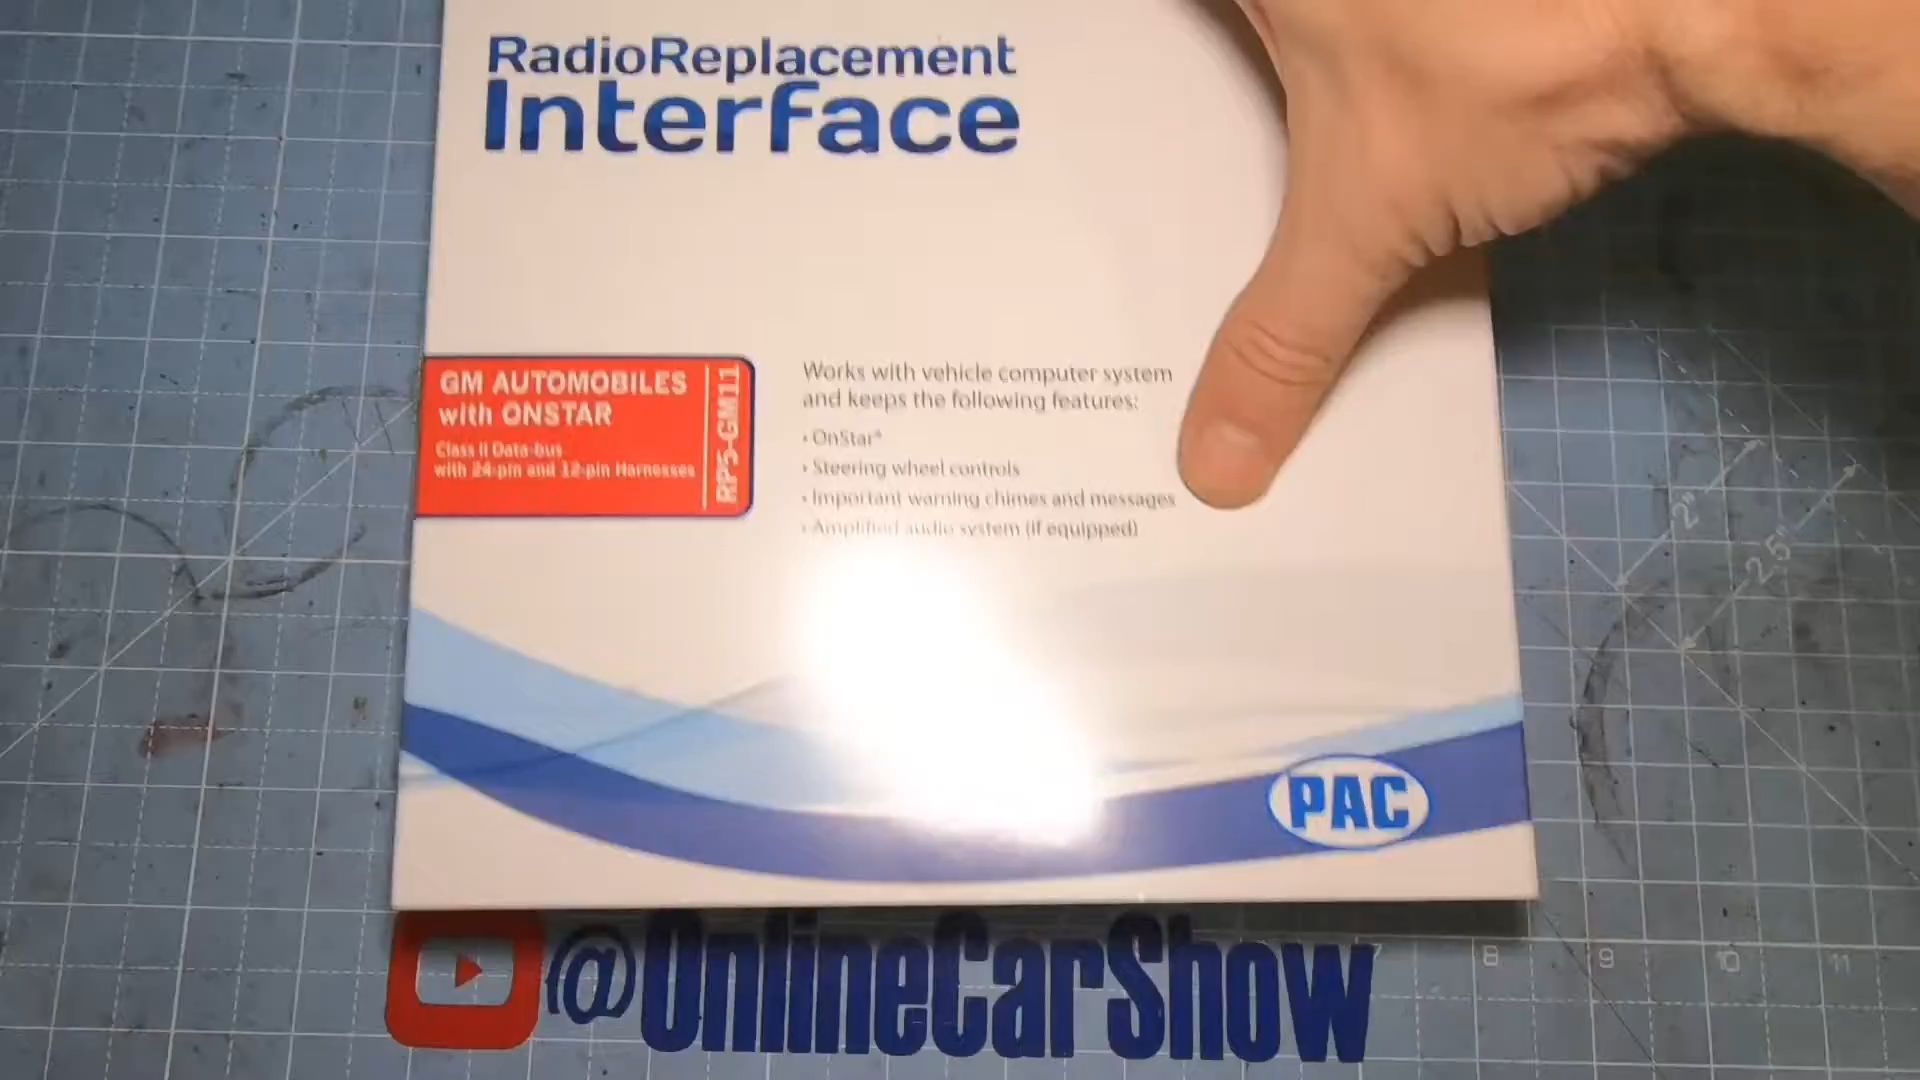 RadioReplacement
Interface
GM AUTOMOBILES
with ONSTAR
Class II Data-bus
with 24-pin and 12-pin Harnesses
RP5-GM11
Works with vehicle computer system
and keeps the following features:
• OnStar®
• Steering wheel controls
• Important warning chimes and messages
• Amplified audio system (if equipped)
2"
2.5"
PAC
7 8 9 10 11
@OnlineCarShow